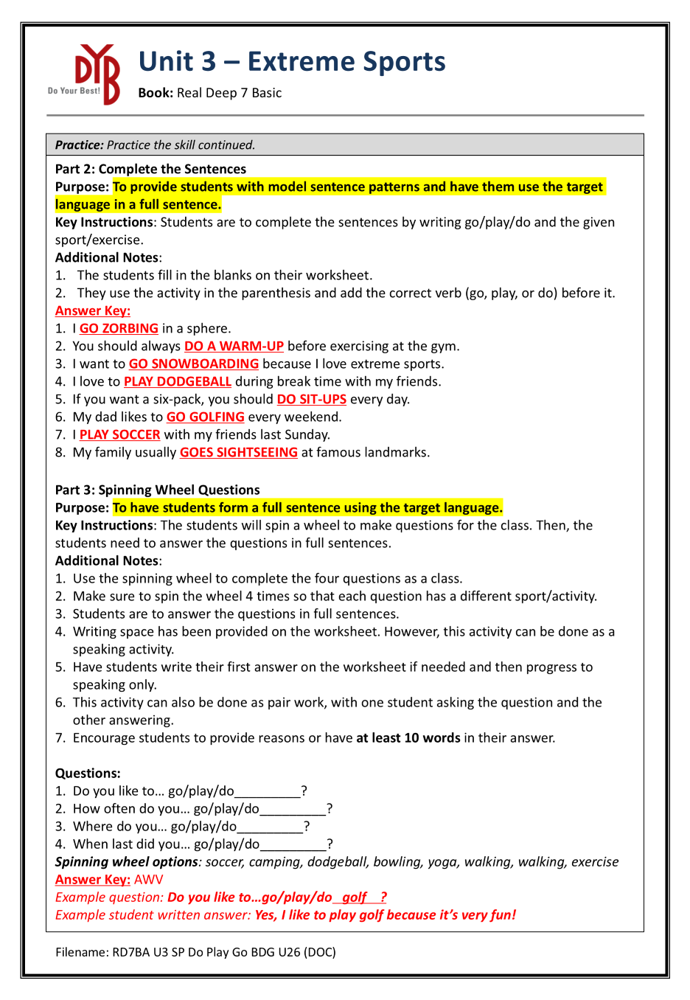 DYB
Do Your Best!
Unit 3 – Extreme Sports
Book: Real Deep 7 Basic
Practice: Practice the skill continued.
Part 2: Complete the Sentences
Purpose: To provide students with model sentence patterns and have them use the target
language in a full sentence.
Key Instructions: Students are to complete the sentences by writing go/play/do and the given
sport/exercise.
Additional Notes:
1. The students fill in the blanks on their worksheet.
2. They use the activity in the parenthesis and add the correct verb (go, play, or do) before it.
Answer Key:
1. I GO ZORBING in a sphere.
2. You should always DO A WARM-UP before exercising at the gym.
3. I want to GO SNOWBOARDING because I love extreme sports.
4. I love to PLAY DODGEBALL during break time with my friends.
5. If you want a six-pack, you should DO SIT-UPS every day.
6. My dad likes to GO GOLFING every weekend.
7. I PLAY SOCCER with my friends last Sunday.
8. My family usually GOES SIGHTSEEING at famous landmarks.
Part 3: Spinning Wheel Questions
Purpose: To have students form a full sentence using the target language.
Key Instructions: The students will spin a wheel to make questions for the class. Then, the
students need to answer the questions in full sentences.
Additional Notes:
1. Use the spinning wheel to complete the four questions as a class.
2. Make sure to spin the wheel 4 times so that each question has a different sport/activity.
3. Students are to answer the questions in full sentences.
4. Writing space has been provided on the worksheet. However, this activity can be done as a
speaking activity.
5. Have students write their first answer on the worksheet if needed and then progress to
speaking only.
6. This activity can also be done as pair work, with one student asking the question and the
other answering.
7. Encourage students to provide reasons or have at least 10 words in their answer.
Questions:
1. Do you like to… go/play/do_________?
2. How often do you… go/play/do_________?
3. Where do you… go/play/do_________?
4. When last did you… go/play/do_________?
Spinning wheel options: soccer, camping, dodgeball, bowling, yoga, walking, walking, exercise
Answer Key: AWV
Example question: Do you like to…go/play/do  golf  ?
Example student written answer: Yes, I like to play golf because it's very fun!
Filename: RD7BA U3 SP Do Play Go BDG U26 (DOC)